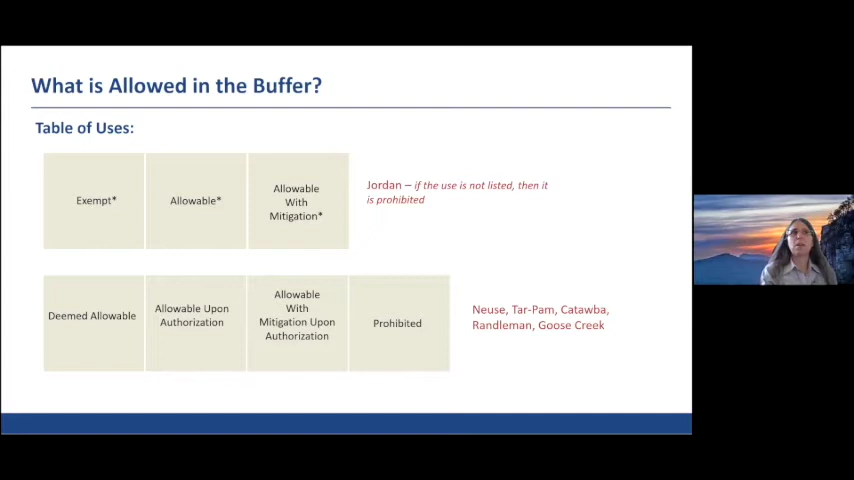 What is Allowed in the Buffer?
Table of Uses:
Exempt*
Allowable*
Allowable
With
Mitigation*
Jordan – if the use is not listed, then it
is prohibited
Deemed Allowable
Allowable Upon
Authorization
Allowable
With
Mitigation Upon
Authorization
Prohibited
Neuse, Tar-Pam, Catawba,
Randleman, Goose Creek